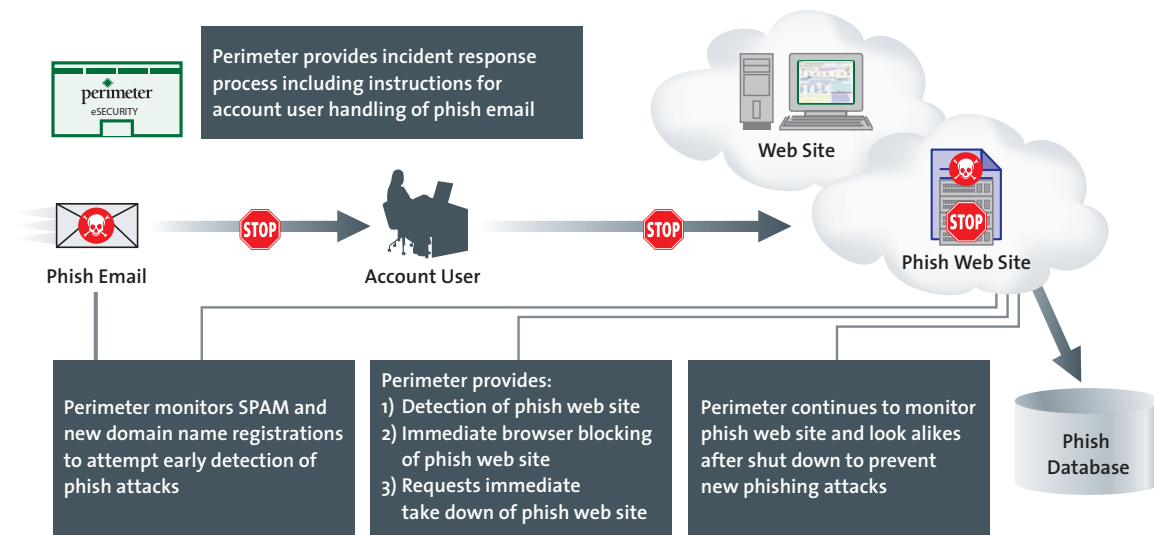 Perimeter provides incident response
process including instructions for
account user handling of phish email
perimeter
eSECURITY
Web Site
STOP
STOP
STOP
Phish Email
Account User
Phish Web Site
Perimeter monitors SPAM and
new domain name registrations
to attempt early detection of
phish attacks
Perimeter provides:
1) Detection of phish web site
2) Immediate browser blocking
of phish web site
3) Requests immediate
take down of phish web site
Perimeter continues to monitor
phish web site and look alikes
after shut down to prevent
new phishing attacks
Phish
Database